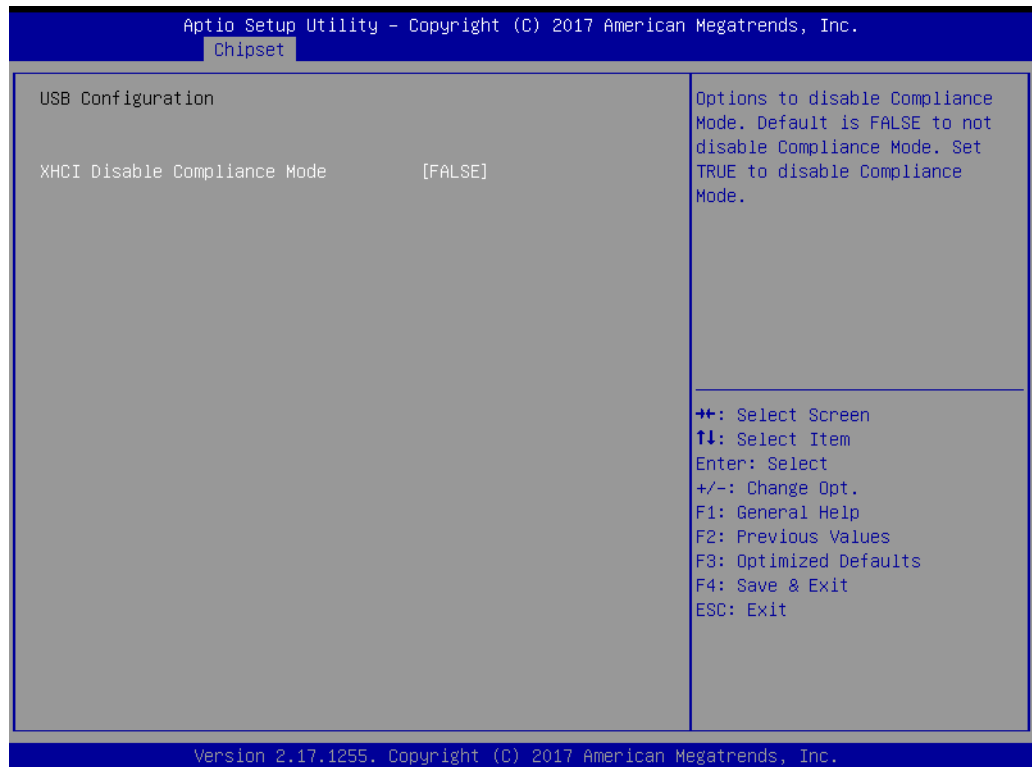 Aptio Setup Utility – Copyright (C) 2017 American Megatrends, Inc.
Chipset
USB Configuration
XHCI Disable Compliance Mode [FALSE]
Options to disable Compliance
Mode. Default is FALSE to not
disable Compliance Mode. Set
TRUE to disable Compliance
Mode.
→←: Select Screen
↑↓: Select Item
Enter: Select
+/-: Change Opt.
F1: General Help
F2: Previous Values
F3: Optimized Defaults
F4: Save & Exit
ESC: Exit
Version 2.17.1255. Copyright (C) 2017 American Megatrends, Inc.